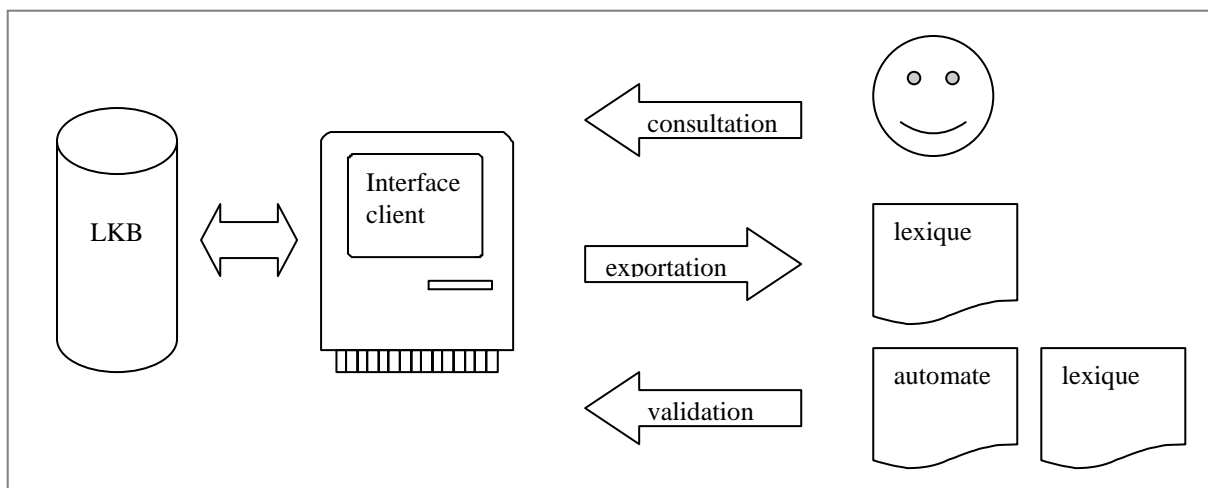 consultation
Interface
client
LKB
lexique
exportation
automate
lexique
validation